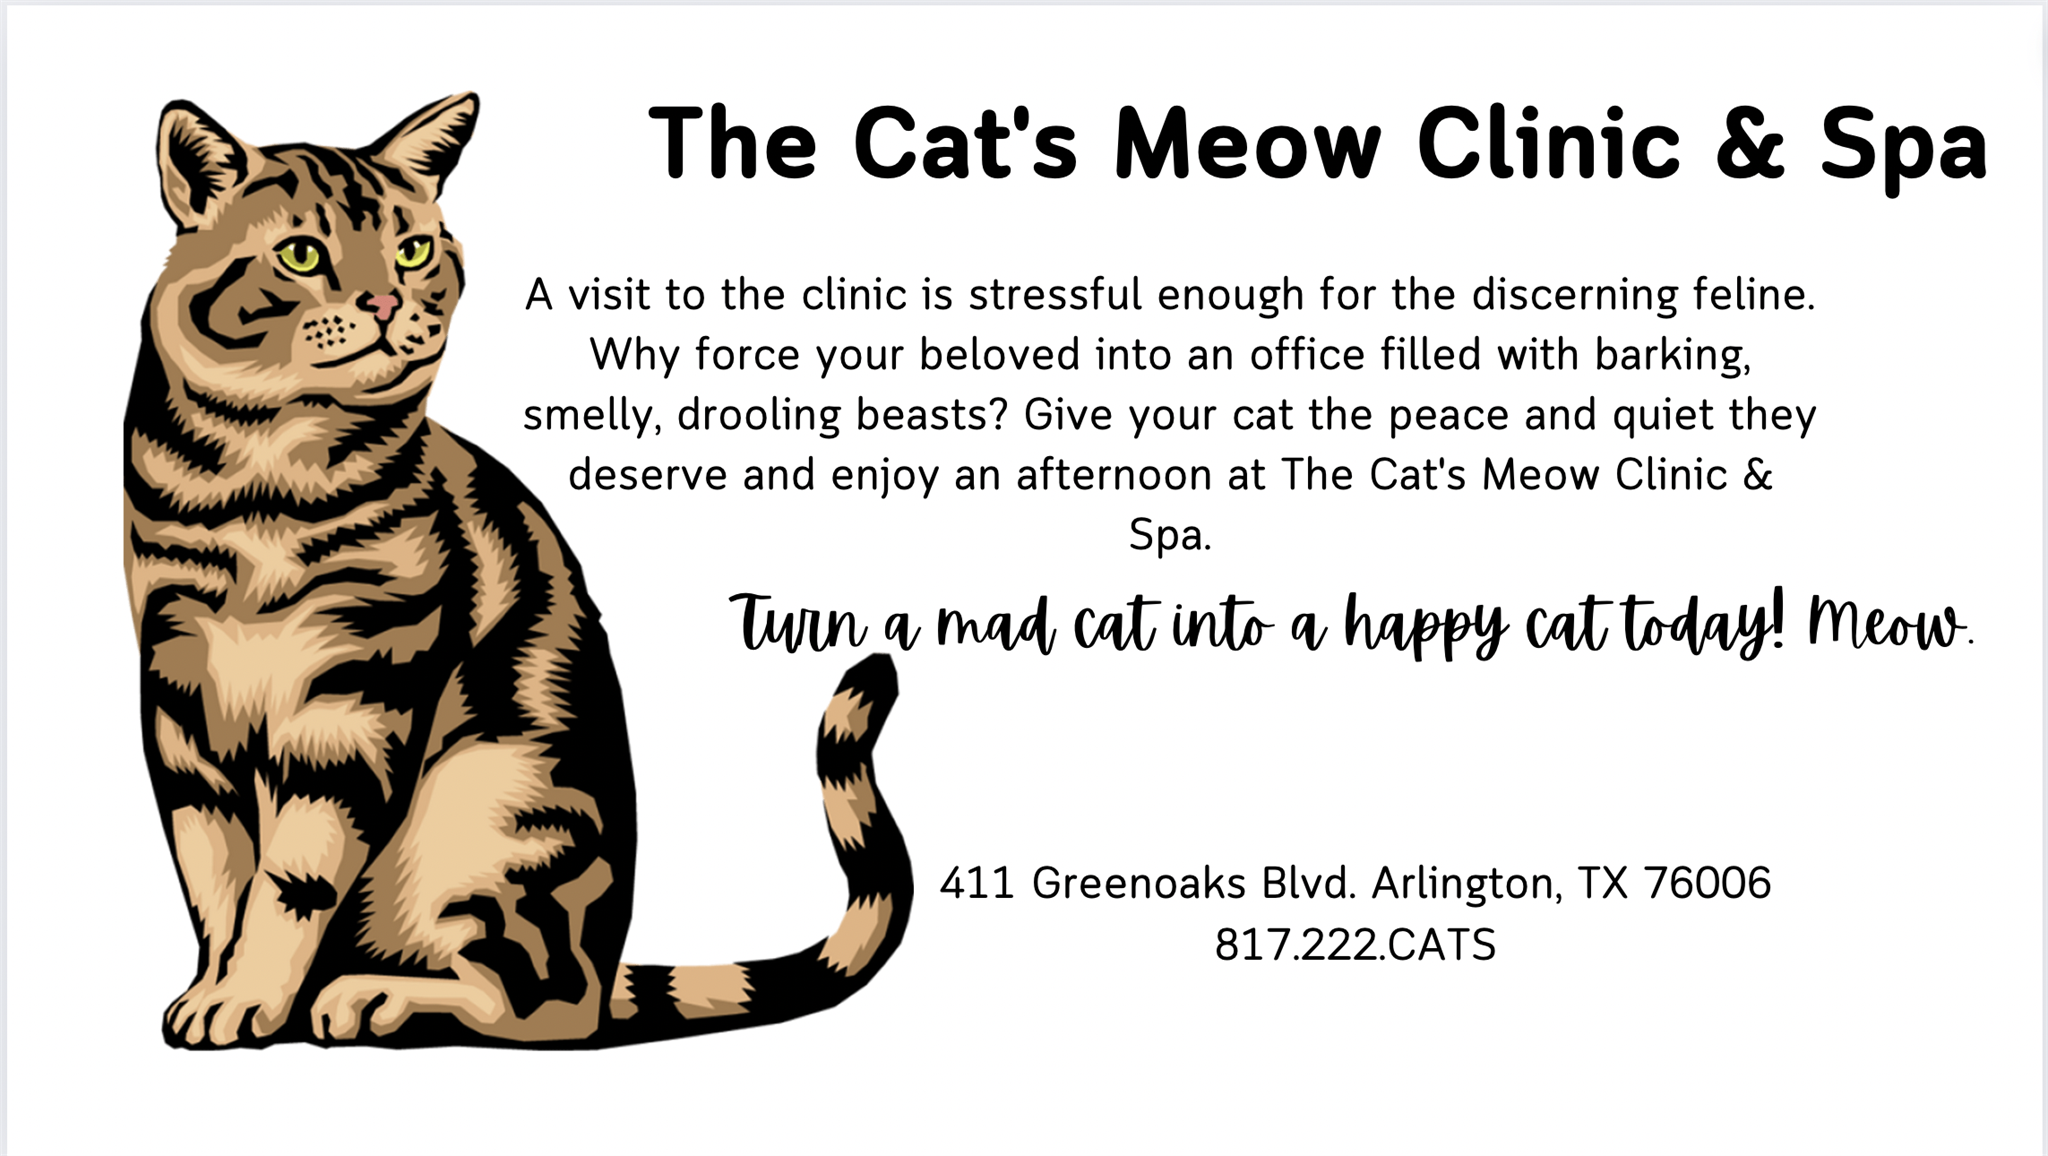 The Cat's Meow Clinic & Spa
A visit to the clinic is stressful enough for the discerning feline.
Why force your beloved into an office filled with barking,
smelly, drooling beasts? Give your cat the peace and quiet they
deserve and enjoy an afternoon at The Cat's Meow Clinic &
Spa.
Turn a mad cat into a happy cat today! Meow.
411 Greenoaks Blvd. Arlington, TX 76006
817.222.CATS